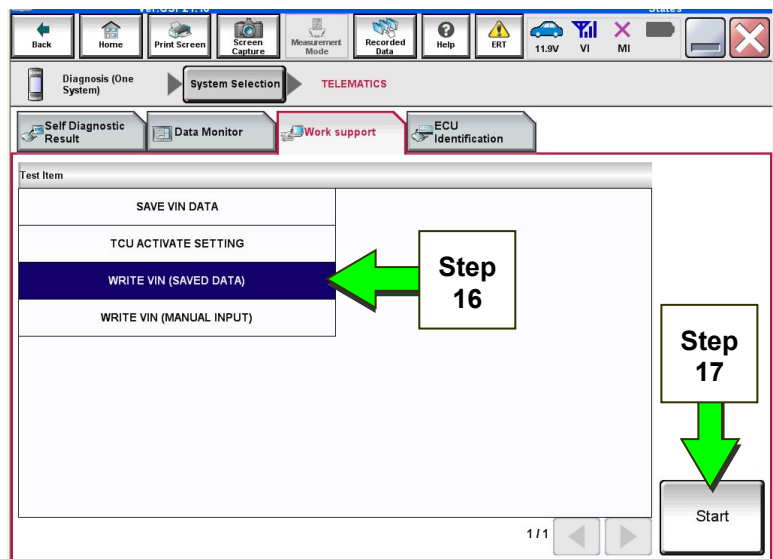 Back
Home
Print Screen
Screen
Capture
Measurement
Mode
Recorded
Data
Help
ERT
11.9V
VI
MI
Diagnosis (One
System)
System Selection
TELEMATICS
Self Diagnostic
Result
Data Monitor
Work support
ECU
Identification
Test Item
SAVE VIN DATA
TCU ACTIVATE SETTING
WRITE VIN (SAVED DATA)
WRITE VIN (MANUAL INPUT)
Step
16
Step
17
Start
1/1